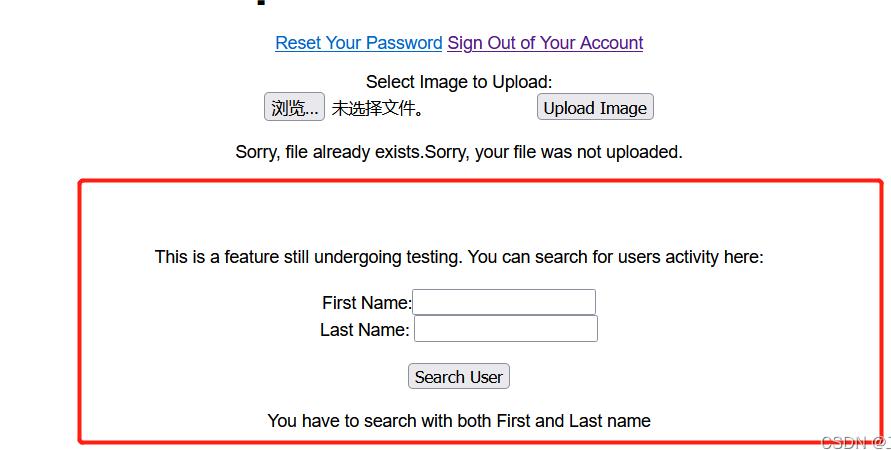 Reset Your Password Sign Out of Your Account
Select Image to Upload:
浏览... 未选择文件。 Upload Image
Sorry, file already exists.Sorry, your file was not uploaded.
This is a feature still undergoing testing. You can search for users activity here:
First Name:
Last Name:
Search User
You have to search with both First and Last name
CSDN